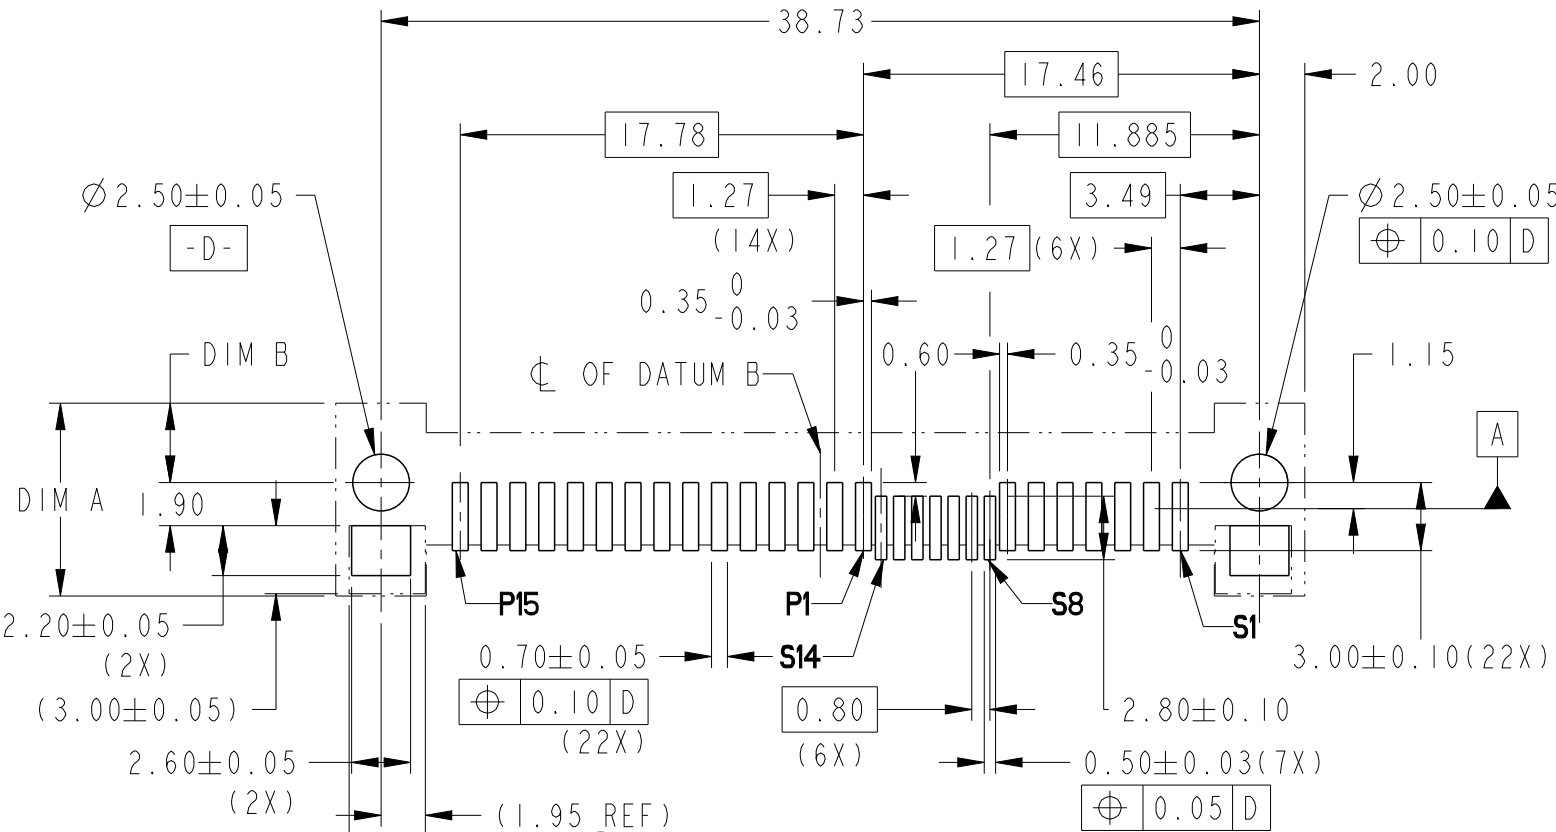 38.73
17.46
2.00
17.78
11.885
⌀2.50±0.05
1.27
3.49
⌀2.50±0.05
-D-
(14X)
1.27 (6X)
⌖ 0.10 D
0.35 0
-0.03
DIM B
℄ OF DATUM B
0.60
0.35 0
-0.03
1.15
A
DIM A
1.90
P15
P1
S8
S1
2.20±0.05
(2X)
0.70±0.05
S14
3.00±0.10(22X)
(3.00±0.05)
⌖ 0.10 D
(22X)
0.80
(6X)
2.80±0.10
2.60±0.05
(2X)
0.50±0.03(7X)
(1.95 REF)
⌖ 0.05 D